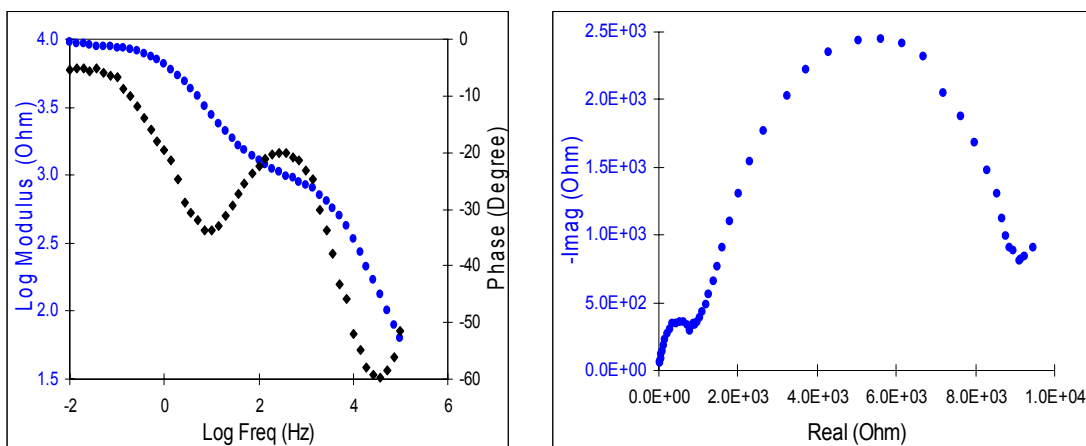 4.0
3.5
3.0
2.5
2.0
1.5
Log Modulus (Ohm)
0
-10
-20
-30
-40
-50
-60
Phase (Degree)
-2
0
2
4
6
Log Freq (Hz)
2.5E+03
2.0E+03
1.5E+03
1.0E+03
5.0E+02
0.0E+00
-Imag (Ohm)
0.0E+00
2.0E+03
4.0E+03
6.0E+03
8.0E+03
1.0E+04
Real (Ohm)